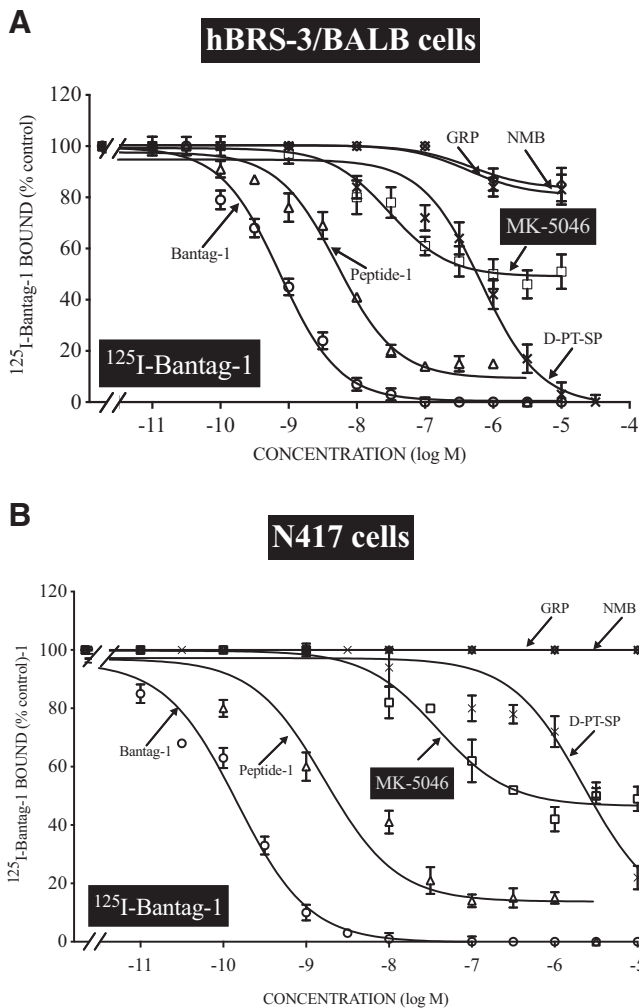 A
hBRS-3/BALB cells
120
100
80
60
40
20
0
¹²⁵I-Bantag-1 BOUND (% control)
GRP
NMB
MK-5046
Bantag-1
Peptide-1
D-PT-SP
¹²⁵I-Bantag-1
-11 -10 -9 -8 -7 -6 -5 -4
CONCENTRATION (log M)
B
N417 cells
120
100
80
60
40
20
0
¹²⁵I-Bantag-1 BOUND (% control)-1
GRP
NMB
D-PT-SP
Bantag-1
Peptide-1
MK-5046
¹²⁵I-Bantag-1
-11 -10 -9 -8 -7 -6 -5
CONCENTRATION (log M)